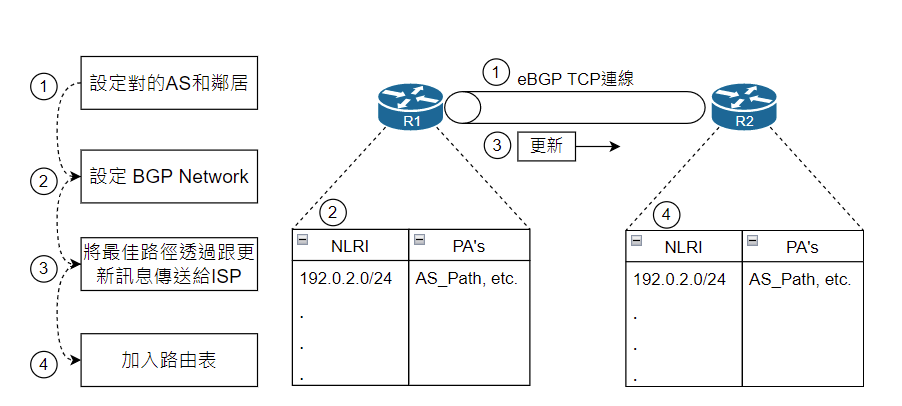 1
設定對的AS和鄰居
2
設定 BGP Network
3
將最佳路徑透過跟更
新訊息傳送給ISP
4
加入路由表
1
eBGP TCP連線
R1
R2
3
更新
2
NLRI
PA's
192.0.2.0/24
AS_Path, etc.
.
.
.
4
NLRI
PA's
192.0.2.0/24
AS_Path, etc.
.
.
.